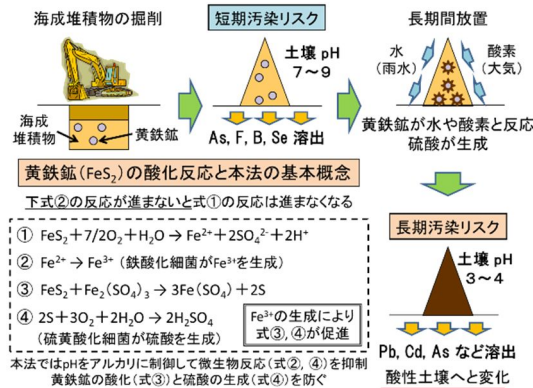 海成堆積物の掘削
短期汚染リスク
長期間放置
土壌 pH
7～9
水
(雨水)
酸素
(大気)
海成
堆積物
黄鉄鉱
As, F, B, Se 溶出
黄鉄鉱が水や酸素と反応
硫酸が生成
黄鉄鉱(FeS₂)の酸化反応と本法の基本概念
下式②の反応が進まないと式①の反応は進まなくなる
① FeS₂＋7/2O₂＋H₂O → Fe²⁺＋2SO₄²⁻＋2H⁺
② Fe²⁺→ Fe³⁺ (鉄酸化細菌がFe³⁺を生成)
③ FeS₂＋Fe₂(SO₄)₃ → 3Fe(SO₄)＋2S
④ 2S＋3O₂＋2H₂O → 2H₂SO₄
(硫黄酸化細菌が硫酸を生成)
Fe³⁺の生成により
式③, ④が促進
本法ではpHをアルカリに制御して微生物反応(式②, ④)を抑制
黄鉄鉱の酸化(式③)と硫酸の生成(式④)を防ぐ
長期汚染リスク
土壌 pH
3～4
Pb, Cd, As など溶出
酸性土壌へと変化